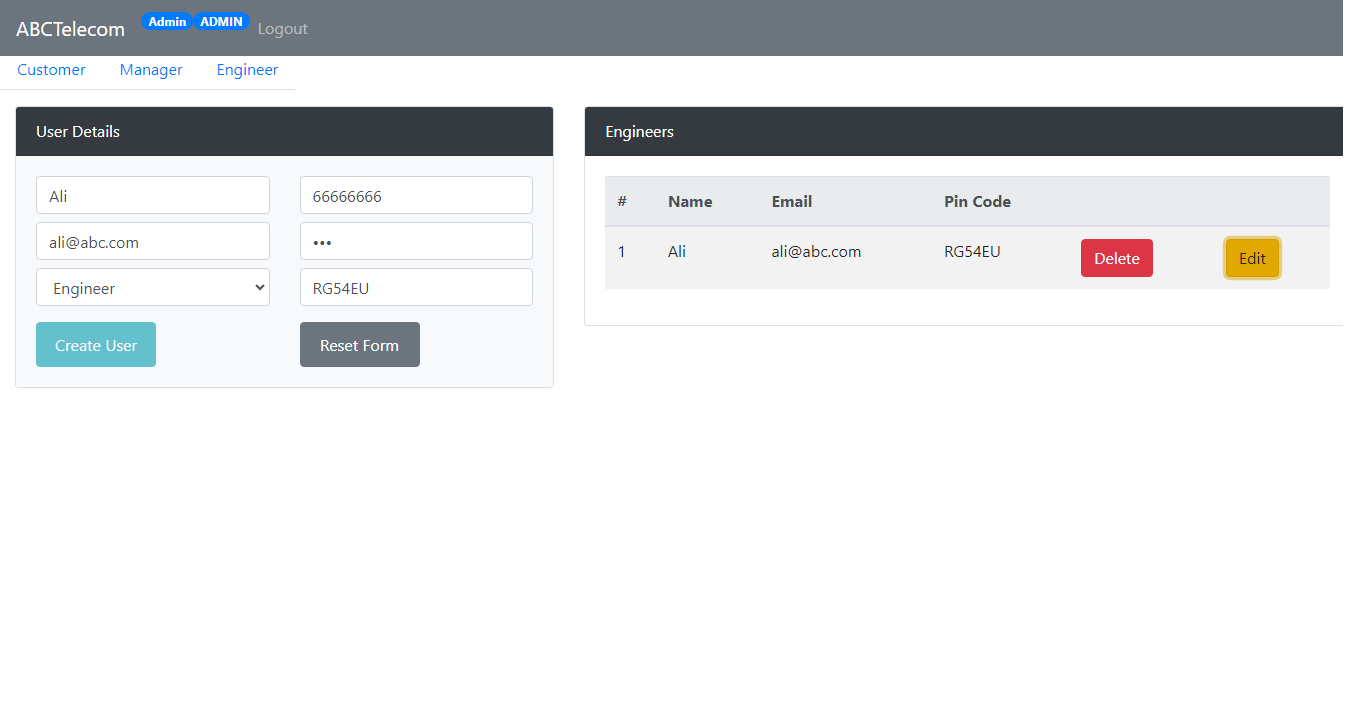 ABCTelecom Admin ADMIN Logout
Customer Manager Engineer
User Details
Ali 66666666
ali@abc.com •••
Engineer RG54EU
Create User Reset Form
Engineers
# Name Email Pin Code
1 Ali ali@abc.com RG54EU Delete Edit